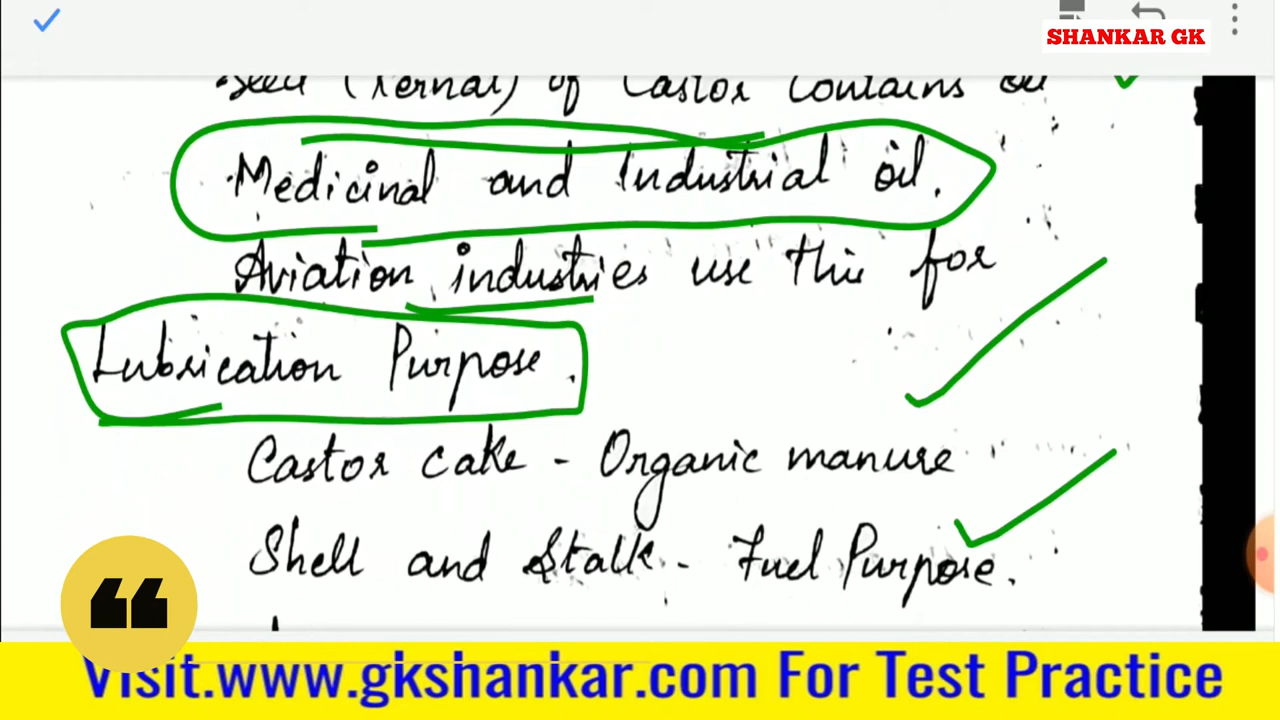 SHANKAR GK
Seed (Kernal) of Castor contains oil
Medicinal and Industrial oil.
Aviation industries use this for
Lubrication Purpose.
Castor cake - Organic manure
Shell and Stalk - Fuel Purpose.
Visit.www.gkshankar.com For Test Practice